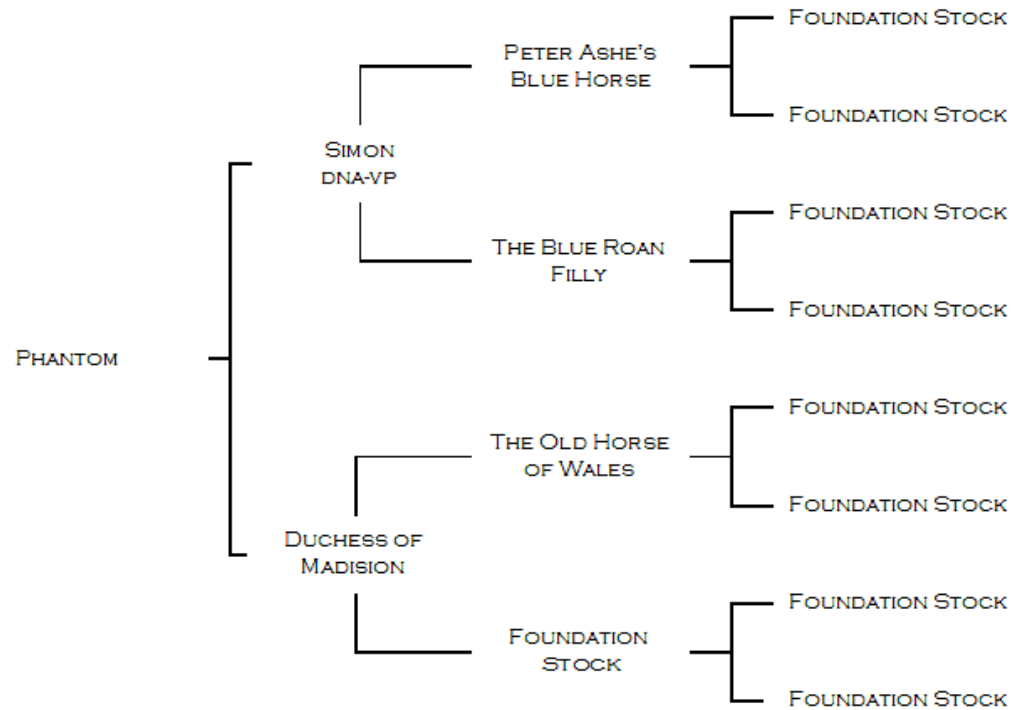 Foundation Stock
Peter Ashe's
Blue Horse
Foundation Stock
Simon
DNA-VP
Foundation Stock
The Blue Roan
Filly
Foundation Stock
Phantom
Foundation Stock
The Old Horse
of Wales
Foundation Stock
Duchess of
Madision
Foundation Stock
Foundation
Stock
Foundation Stock